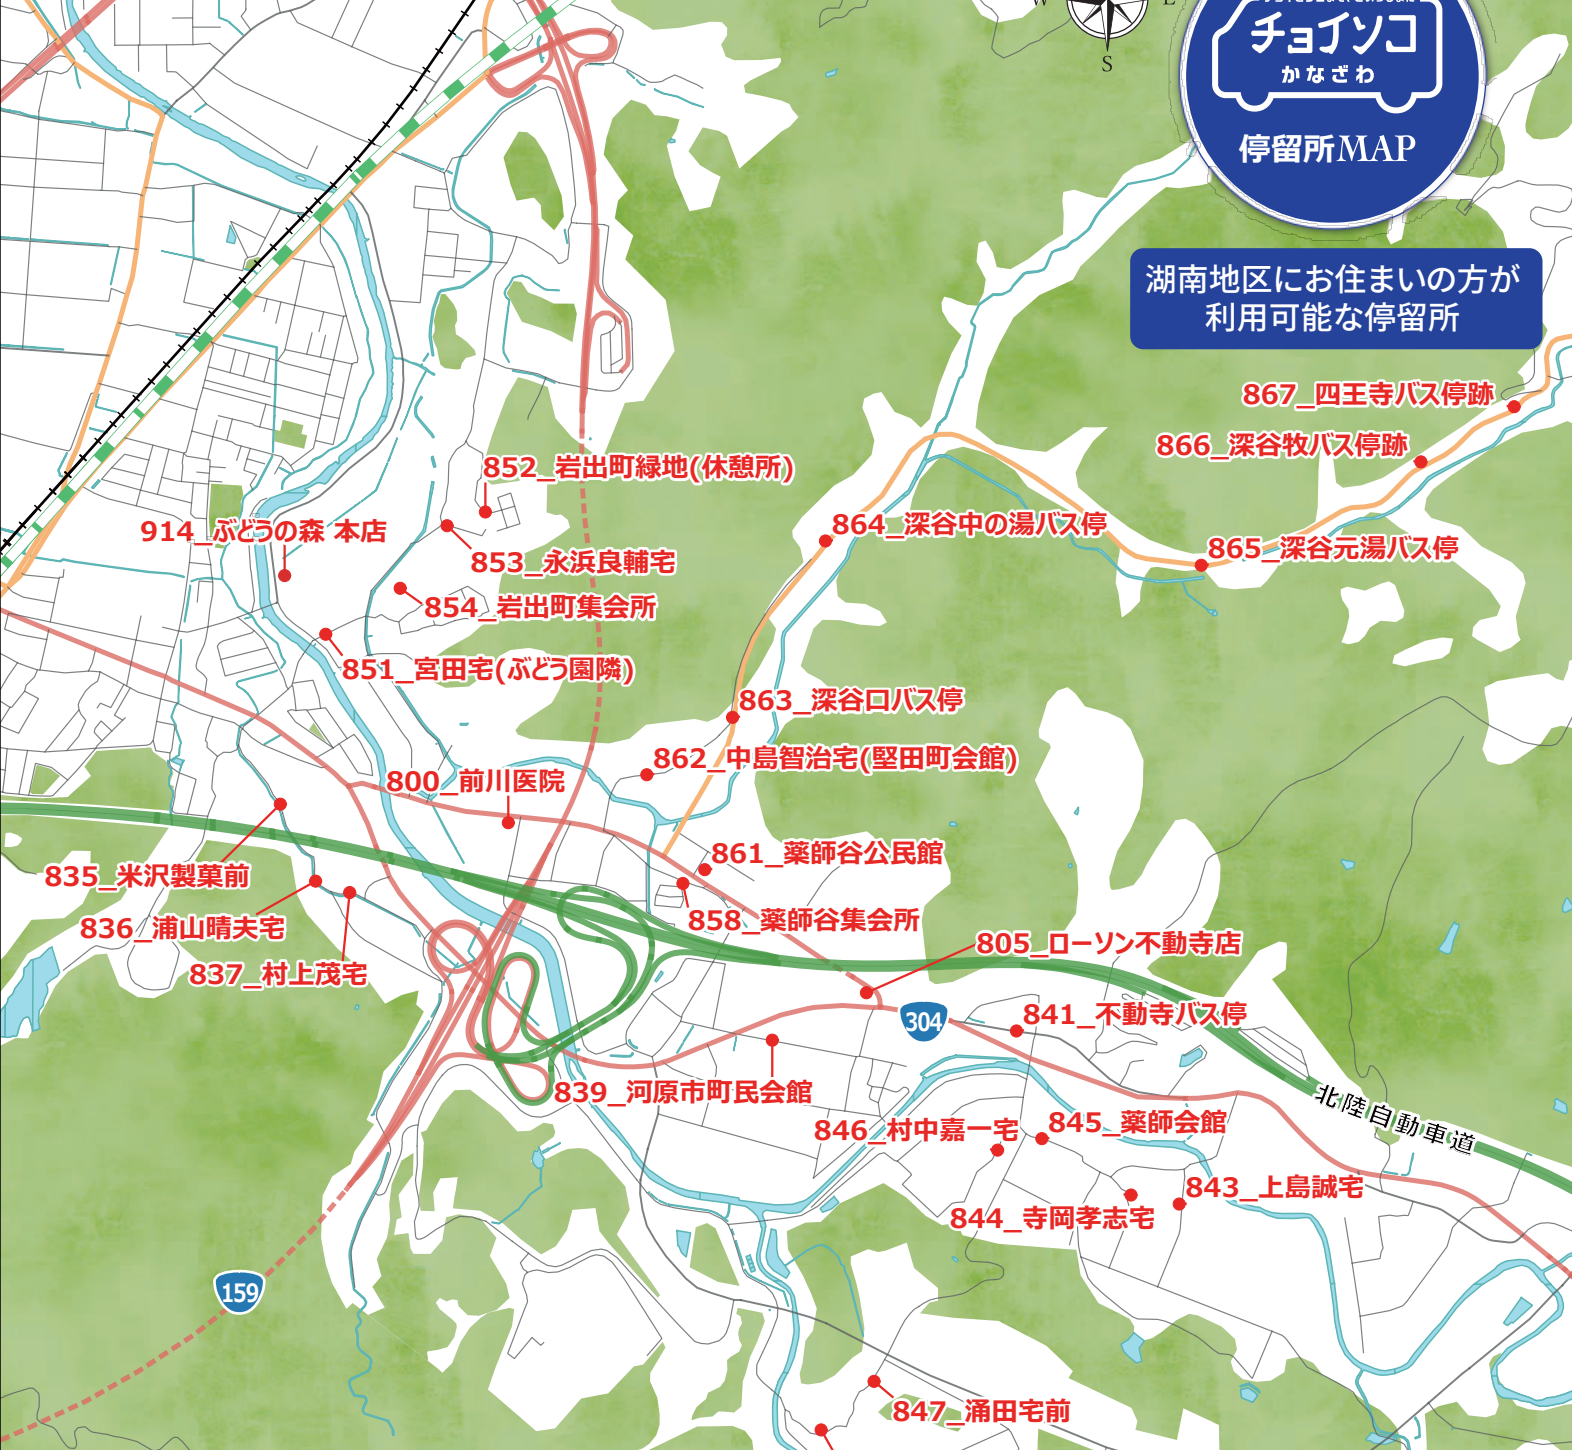 W
E
S
チョイソコ
かなざわ
停留所MAP
湖南地区にお住まいの方が
利用可能な停留所
867_四王寺バス停跡
866_深谷牧バス停跡
852_岩出町緑地(休憩所)
864_深谷中の湯バス停
914_ぶどうの森 本店
865_深谷元湯バス停
853_永浜良輔宅
854_岩出町集会所
851_宮田宅(ぶどう園隣)
863_深谷口バス停
862_中島智治宅(堅田町会館)
800_前川医院
861_薬師谷公民館
835_米沢製菓前
858_薬師谷集会所
836_浦山晴夫宅
805_ローソン不動寺店
837_村上茂宅
304
841_不動寺バス停
839_河原市町民会館
北陸自動車道
846_村中嘉一宅
845_薬師会館
843_上島誠宅
844_寺岡孝志宅
159
847_涌田宅前